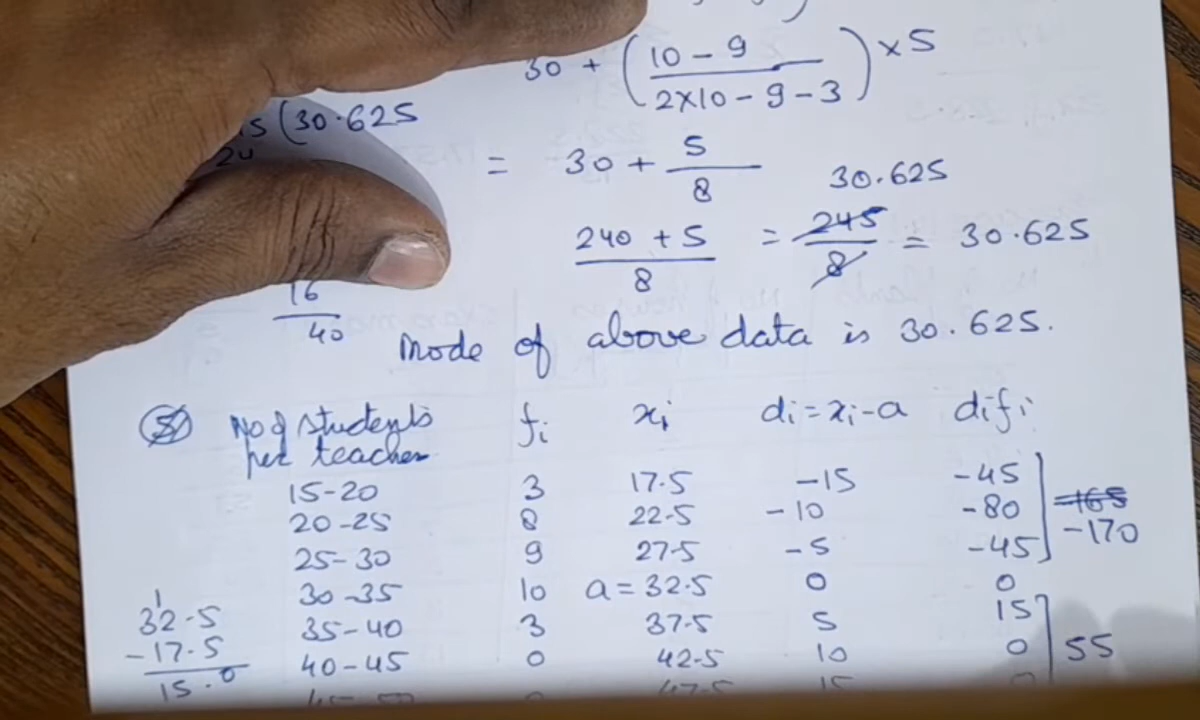 30 + (10 - 9 / 2×10 - 9 - 3) × 5
(30.625
= 30 + 5/8 30.625
240 + 5 / 8 = 245/8 = 30.625
16
40
Mode of above data is 30.625.
No of students per teacher fi xi di = xi - a difi
15-20 3 17.5 -15 -45
20-25 8 22.5 -10 -80 -170
25-30 9 27.5 -5 -45
30-35 10 a = 32.5 0 0
32.5 35-40 3 37.5 5 15
-17.5 40-45 0 42.5 10 0 55
15.0